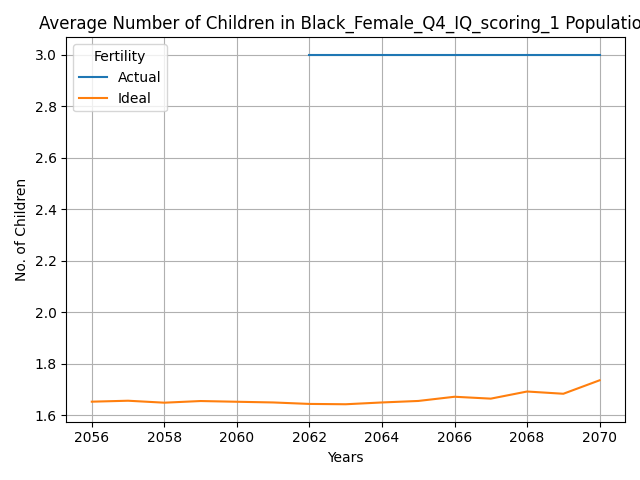 Average Number of Children in Black_Female_Q4_IQ_scoring_1 Populatio
Fertility
Actual
Ideal
3.0
2.8
2.6
2.4
2.2
2.0
1.8
1.6
No. of Children
2056 2058 2060 2062 2064 2066 2068 2070
Years